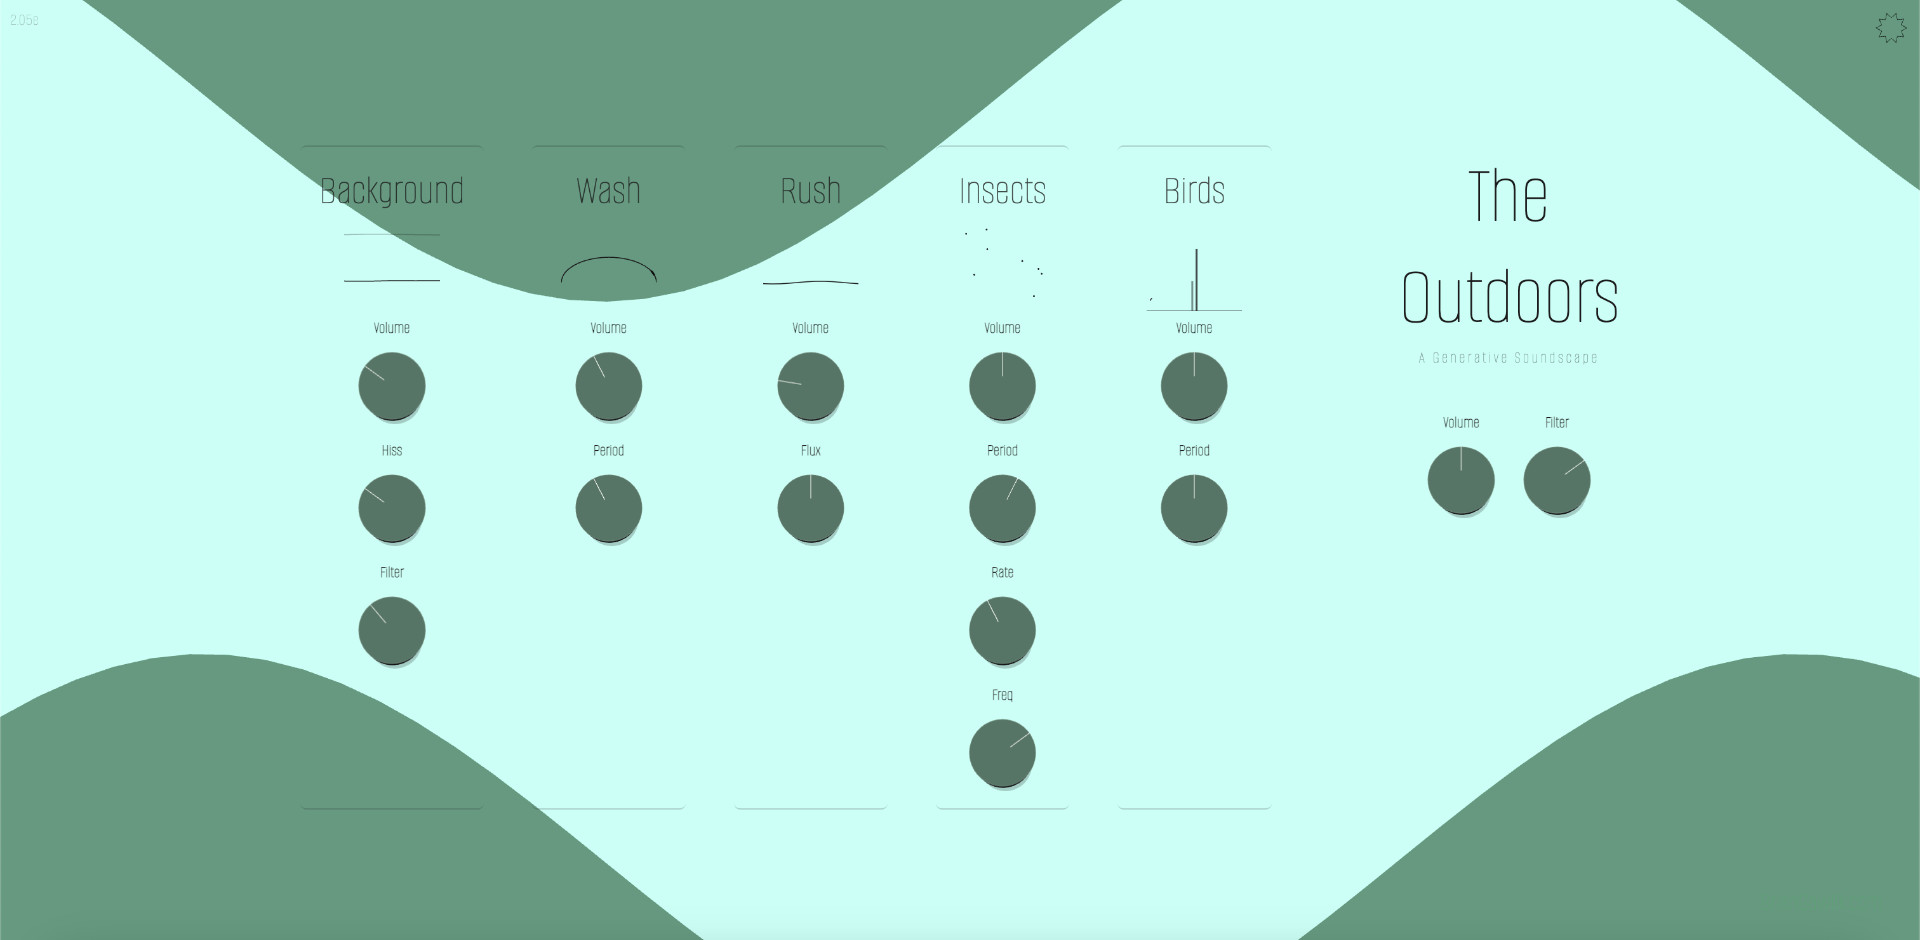 2.05e
Background
Wash
Rush
Insects
Birds
The
Outdoors
A Generative Soundscape
Volume
Volume
Volume
Volume
Volume
Hiss
Period
Flux
Period
Period
Filter
Rate
Freq
Volume
Filter